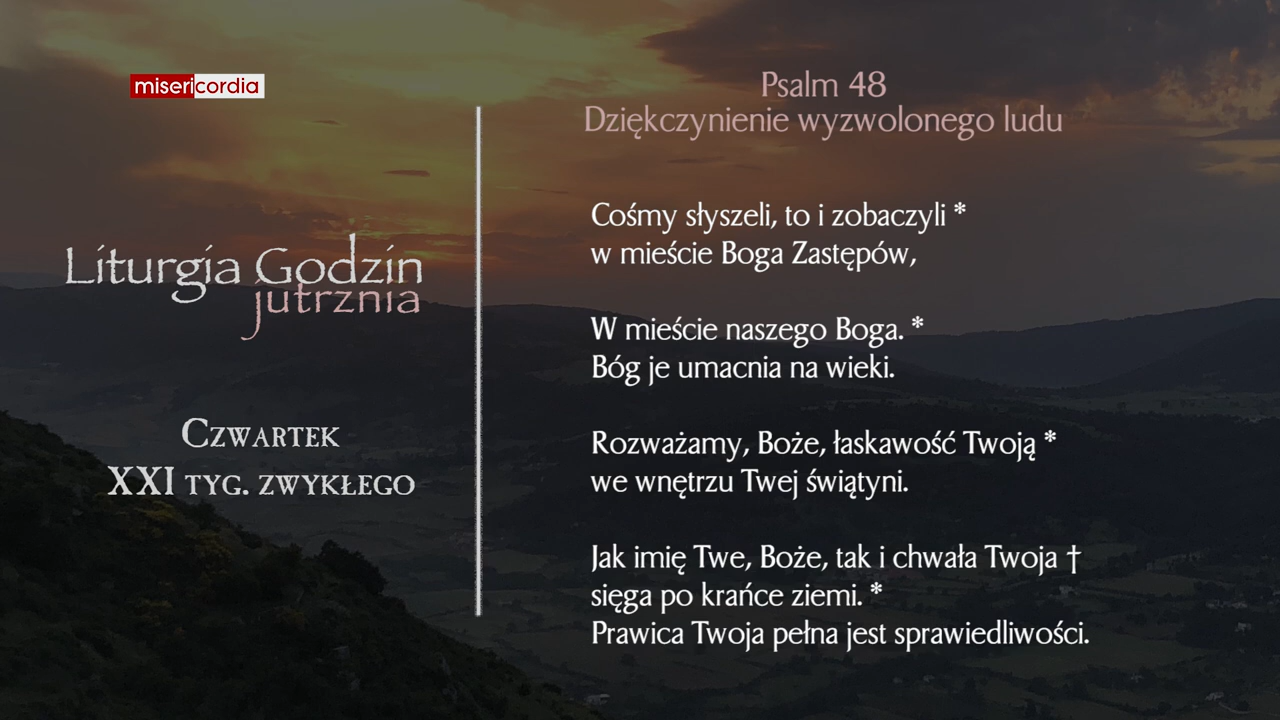 misericordia
Liturgia Godzin
jutrznia
Czwartek
XXI tyg. zwykłego
Psalm 48
Dziękczynienie wyzwolonego ludu
Cośmy słyszeli, to i zobaczyli *
w mieście Boga Zastępów,
W mieście naszego Boga. *
Bóg je umacnia na wieki.
Rozważamy, Boże, łaskawość Twoją *
we wnętrzu Twej świątyni.
Jak imię Twe, Boże, tak i chwała Twoja †
sięga po krańce ziemi. *
Prawica Twoja pełna jest sprawiedliwości.